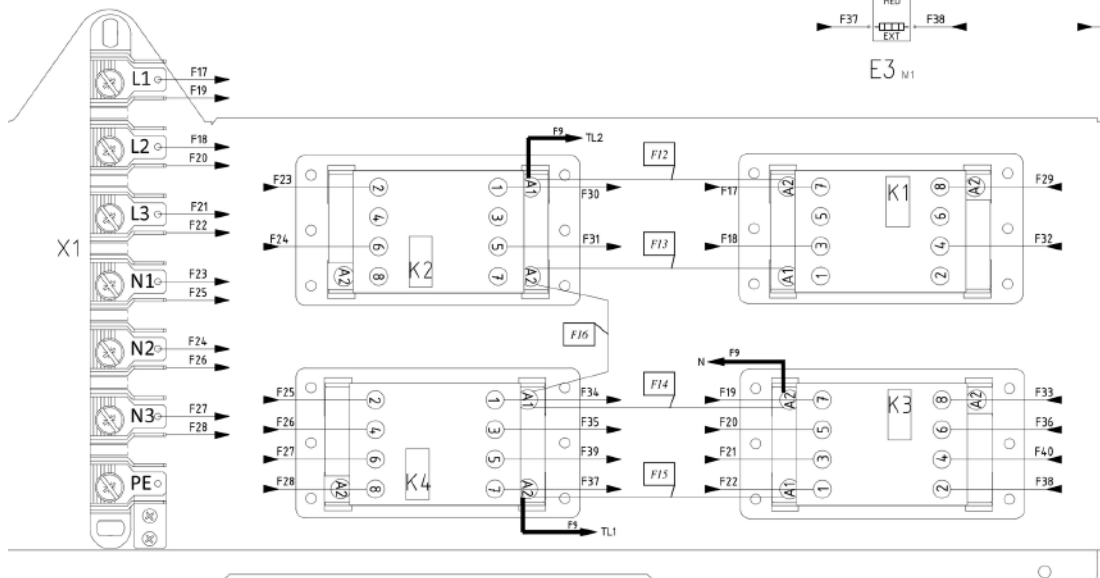 RED
F37 F38
EXT
E3 M1
L1 F17
F19
L2 F18
F20
L3 F21
F22
X1
N1 F23
F25
N2 F24
F26
N3 F27
F28
PE
F9 TL2
F12
F23 2 1 A1 F30
4 3
F24 6 5 F31
K2
A2 8 7 A2
F13
F17 A2 7 K1 8 A2 F29
5 6
F18 3 4 F32
A1 1 2
F16
N F9
F14
F25 2 1 A1 F34
F26 4 3 F35
F27 6 5 F39
K4
F28 A2 8 7 A2 F37
F15
F9 TL1
F19 A2 7 K3 8 A2 F33
F20 5 6 F36
F21 3 4 F40
F22 A1 1 2 F38